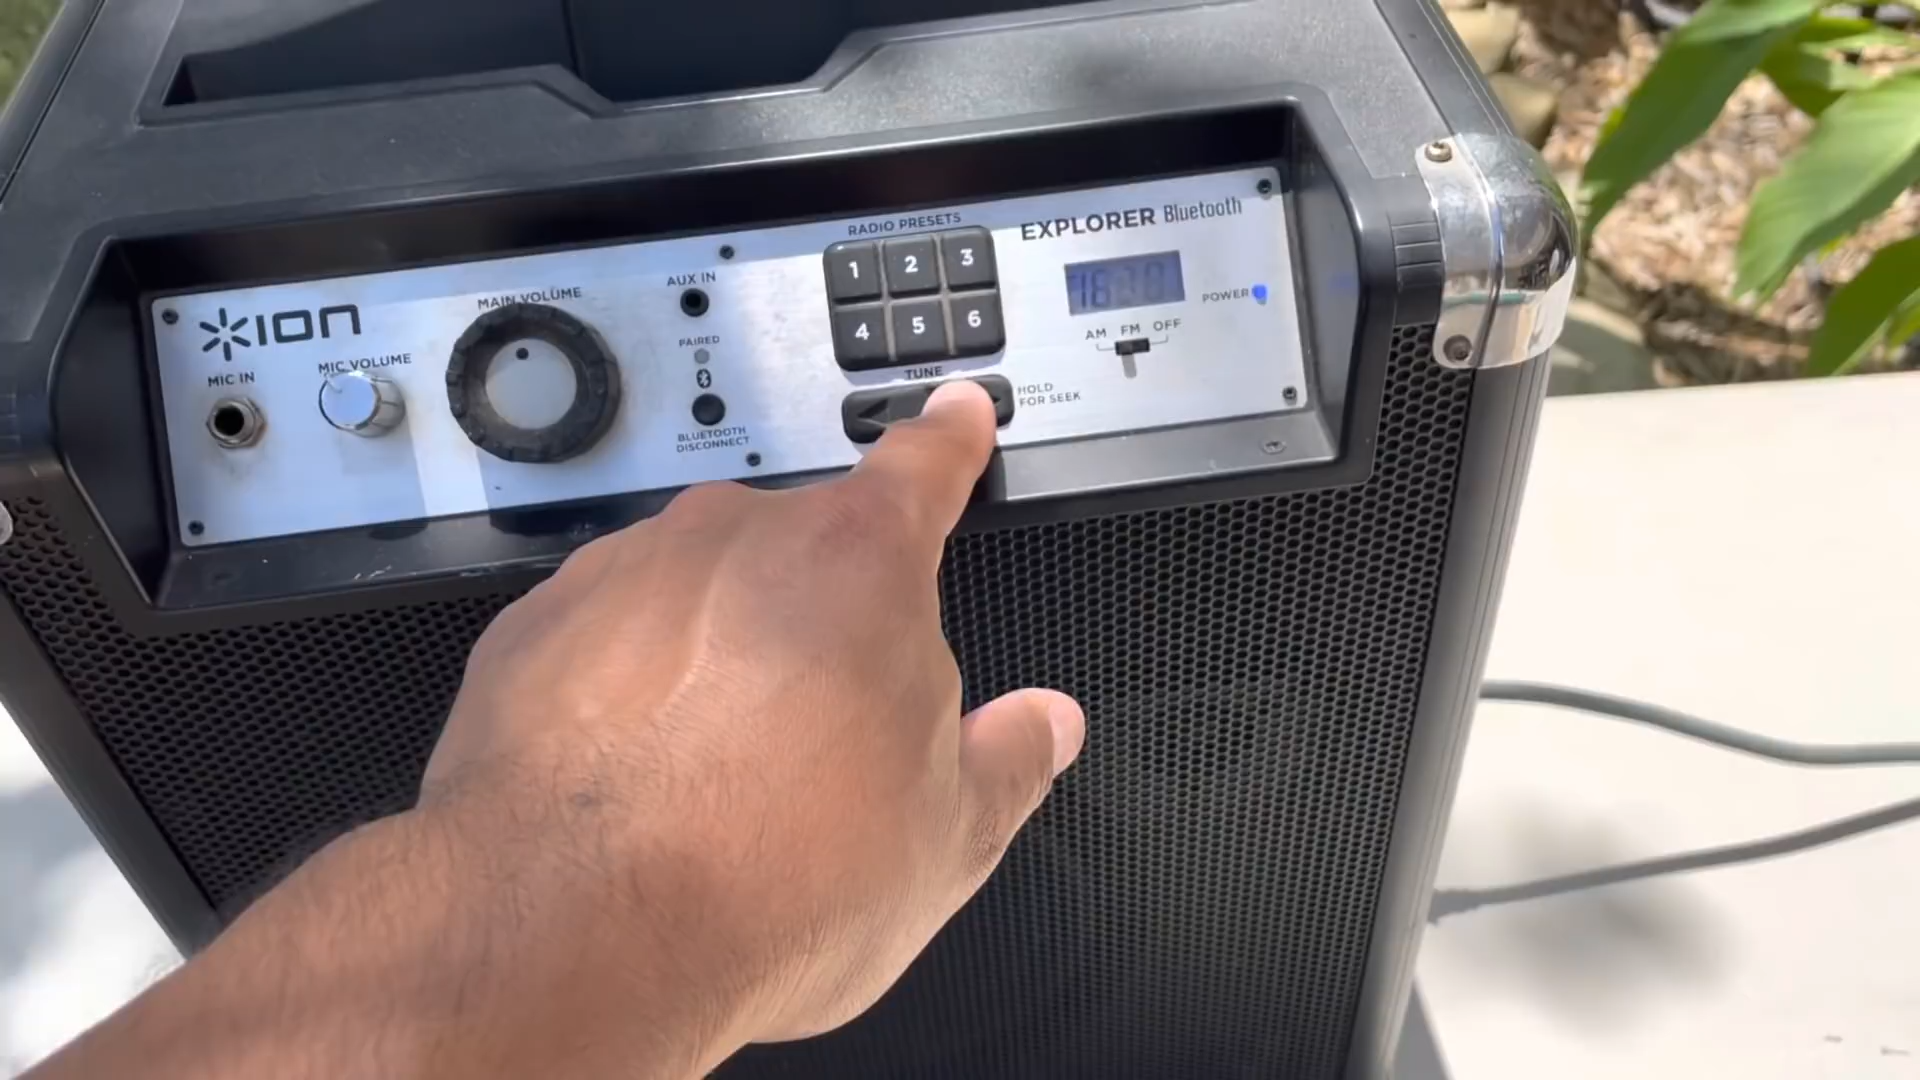 ION
MIC IN
MIC VOLUME
MAIN VOLUME
AUX IN
PAIRED
BLUETOOTH
DISCONNECT
RADIO PRESETS
1 2 3
4 5 6
TUNE
HOLD
FOR SEEK
EXPLORER Bluetooth
POWER
AM FM OFF